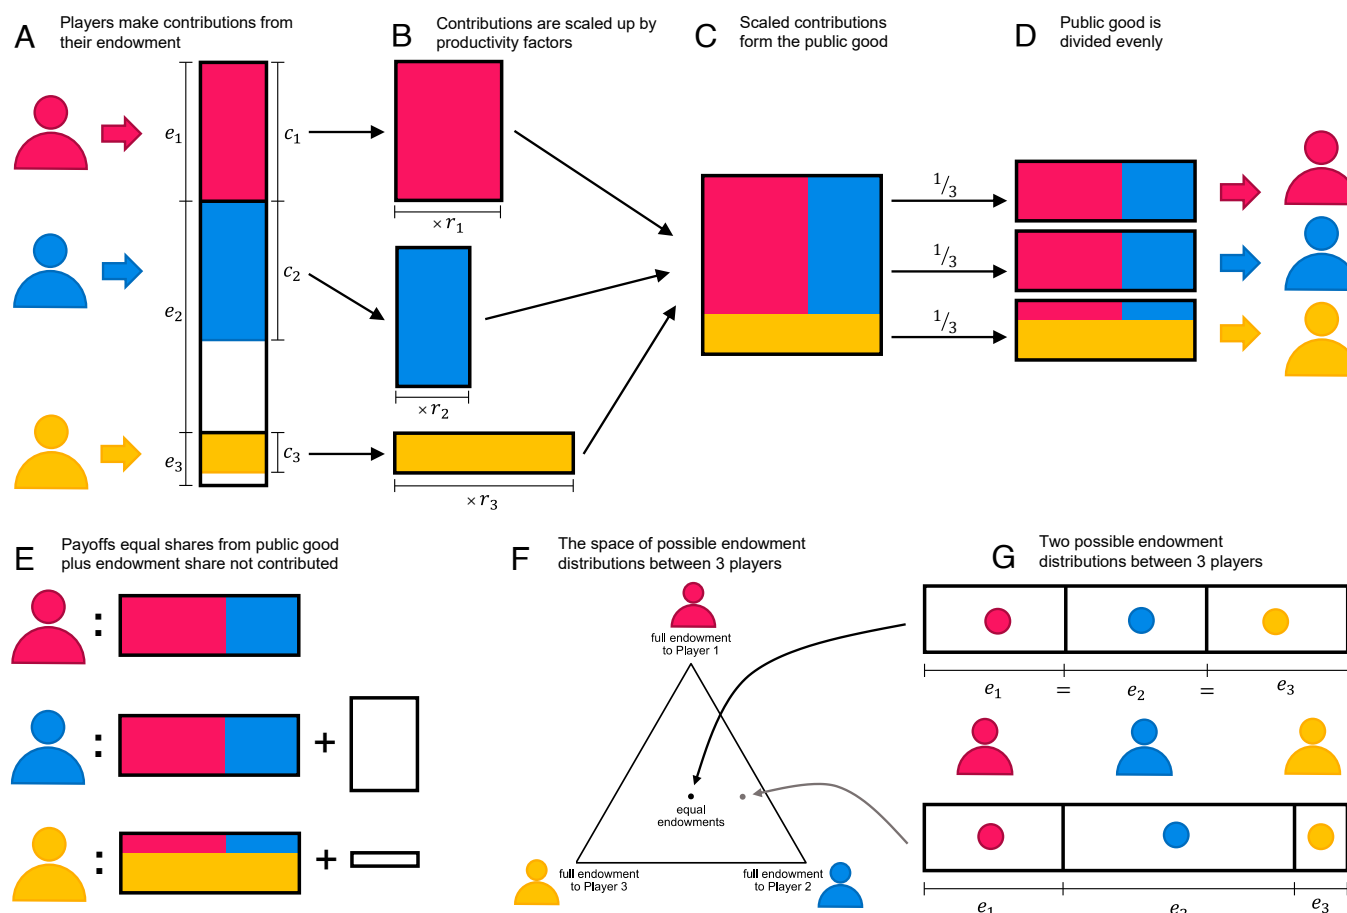 A
Players make contributions from
their endowment
B
Contributions are scaled up by
productivity factors
C
Scaled contributions
form the public good
D
Public good is
divided evenly
e₁
c₁
e₂
c₂
e₃
c₃
× r₁
× r₂
× r₃
1/3
1/3
1/3
E
Payoffs equal shares from public good
plus endowment share not contributed
:
: +
: +
F
The space of possible endowment
distributions between 3 players
full endowment
to Player 1
equal
endowments
full endowment
to Player 3
full endowment
to Player 2
G
Two possible endowment
distributions between 3 players
e₁ = e₂ = e₃
e₁ e₂ e₃